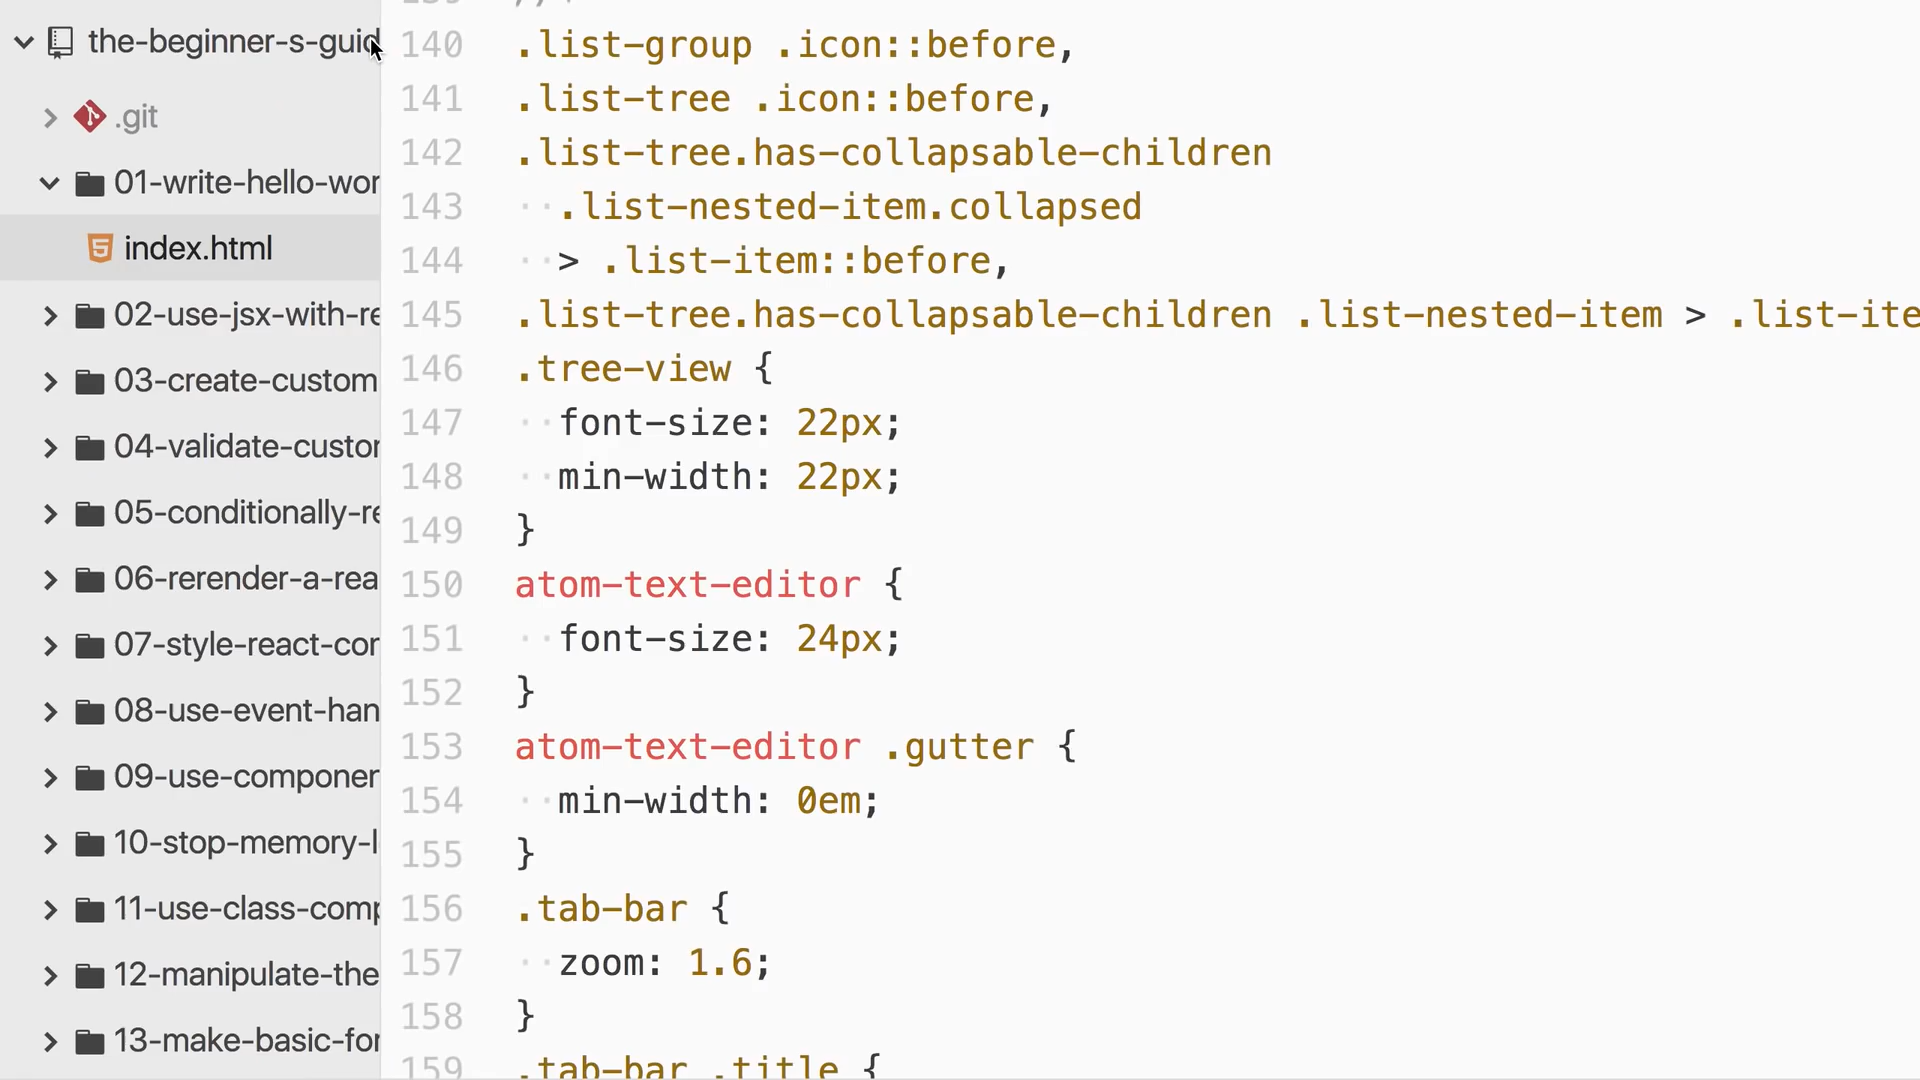 the-beginner-s-guid
.git
01-write-hello-wor
index.html
02-use-jsx-with-re
03-create-custom
04-validate-custor
05-conditionally-re
06-rerender-a-rea
07-style-react-cor
08-use-event-han
09-use-componer
10-stop-memory-l
11-use-class-comp
12-manipulate-the
13-make-basic-for
140 .list-group .icon::before,
141 .list-tree .icon::before,
142 .list-tree.has-collapsable-children
143 ··.list-nested-item.collapsed
144 ··> .list-item::before,
145 .list-tree.has-collapsable-children .list-nested-item > .list-ite
146 .tree-view {
147 ··font-size: 22px;
148 ··min-width: 22px;
149 }
150 atom-text-editor {
151 ··font-size: 24px;
152 }
153 atom-text-editor .gutter {
154 ··min-width: 0em;
155 }
156 .tab-bar {
157 ··zoom: 1.6;
158 }
159 .tab-bar .title {